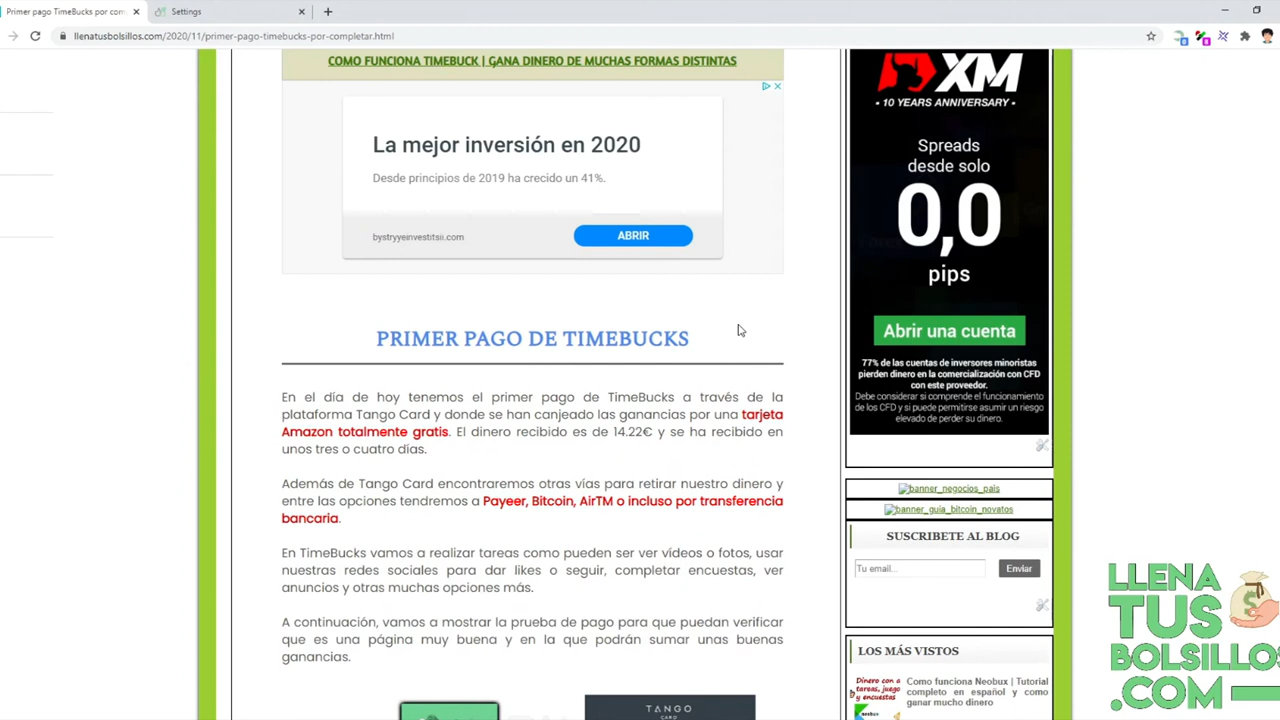 Primer pago TimeBucks por com
Settings
llenatusbolsillos.com/2020/11/primer-pago-timebucks-por-completar.html
COMO FUNCIONA TIMEBUCK | GANA DINERO DE MUCHAS FORMAS DISTINTAS
La mejor inversión en 2020
Desde principios de 2019 ha crecido un 41%.
bystryyeinvestitsii.com
ABRIR
PRIMER PAGO DE TIMEBUCKS
En el día de hoy tenemos el primer pago de TimeBucks a través de la
plataforma Tango Card y donde se han canjeado las ganancias por una tarjeta
Amazon totalmente gratis. El dinero recibido es de 14.22€ y se ha recibido en
unos tres o cuatro días.
Además de Tango Card encontraremos otras vías para retirar nuestro dinero y
entre las opciones tendremos a Payeer, Bitcoin, AirTM o incluso por transferencia
bancaria.
En TimeBucks vamos a realizar tareas como pueden ser ver vídeos o fotos, usar
nuestras redes sociales para dar likes o seguir, completar encuestas, ver
anuncios y otras muchas opciones más.
A continuación, vamos a mostrar la prueba de pago para que puedan verificar
que es una página muy buena y en la que podrán sumar unas buenas
ganancias.
TANGO
CARD
XM
• 10 YEARS ANNIVERSARY •
Spreads
desde solo
0,0
pips
Abrir una cuenta
77% de las cuentas de inversores minoristas
pierden dinero en la comercialización con CFD
con este proveedor.
Debe considerar si comprende el funcionamiento
de los CFD y si puede permitirse asumir un riesgo
elevado de perder su dinero.
banner_negocios_pais
banner_guia_bitcoin_novatos
SUSCRIBETE AL BLOG
Tu email...
Enviar
LOS MÁS VISTOS
Dinero con
tareas, juego
y encuestas
neobux
Como funciona Neobux | Tutorial
completo en español y como
ganar mucho dinero
LLENA
TUS
BOLSILLOS
.COM